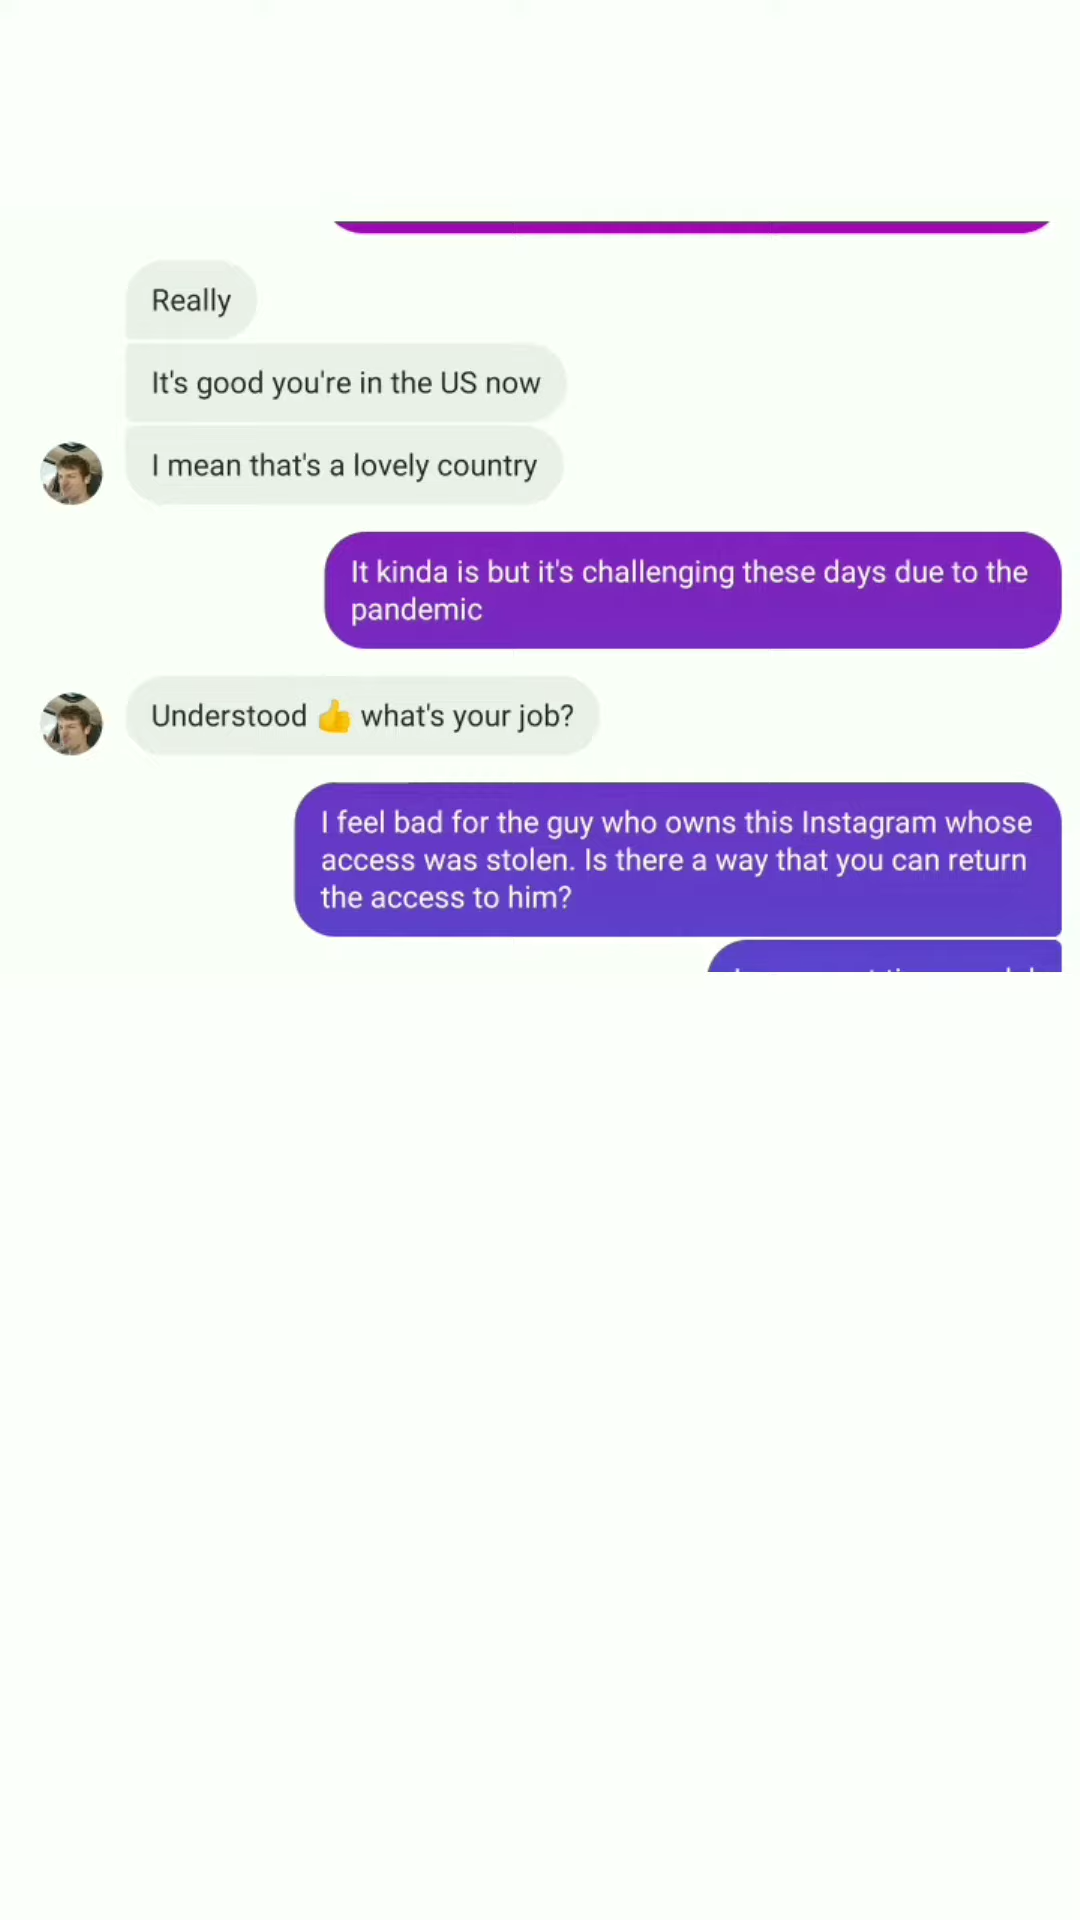 Really
It's good you're in the US now
I mean that's a lovely country
It kinda is but it's challenging these days due to the
pandemic
Understood 👍 what's your job?
I feel bad for the guy who owns this Instagram whose
access was stolen. Is there a way that you can return
the access to him?